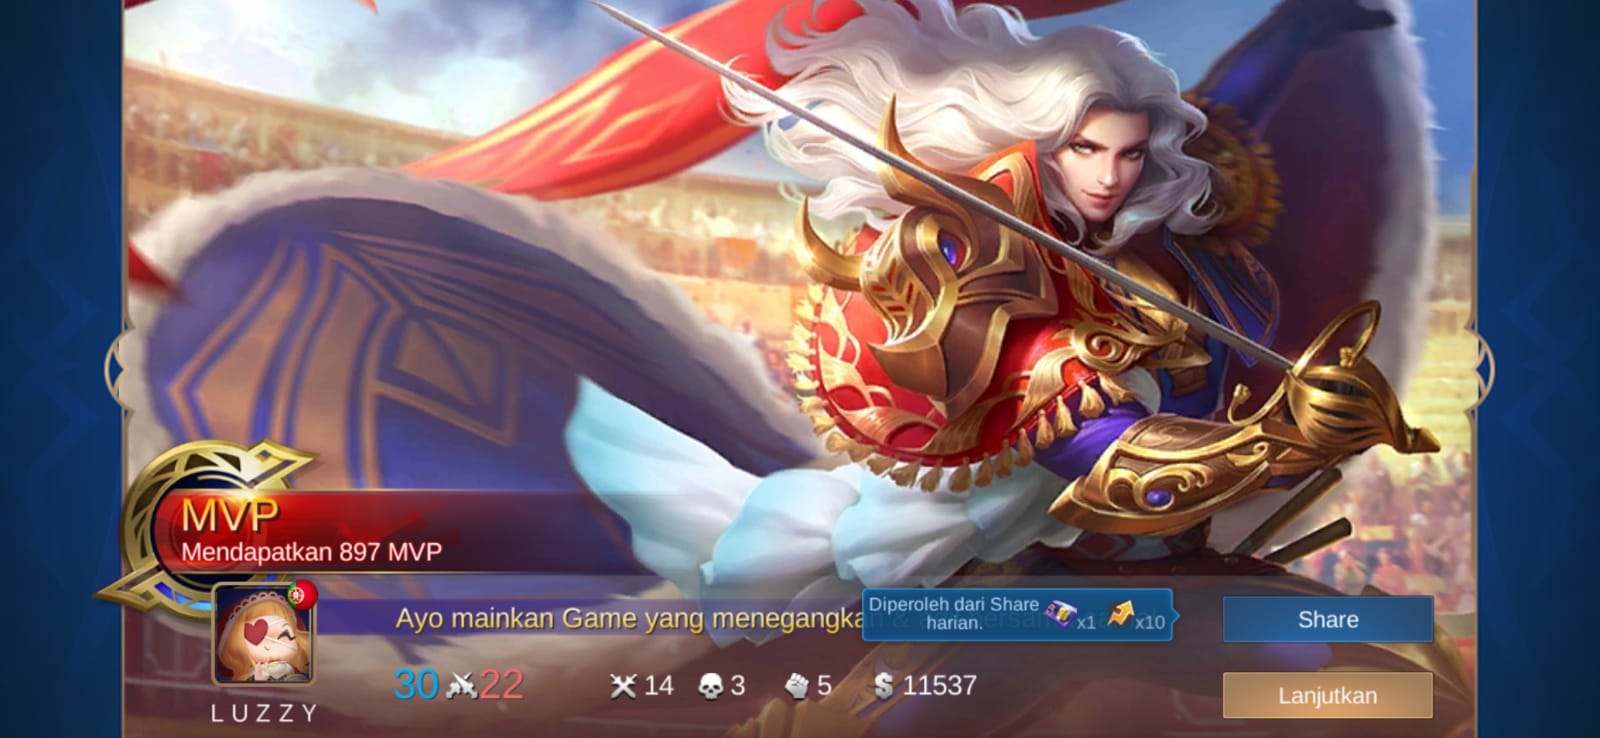 MVP
Mendapatkan 897 MVP
Ayo mainkan Game yang menegangka
Diperoleh dari Share
harian.
x1
x10
Share
30 22
14 3 5 $ 11537
Lanjutkan
L U Z Z Y